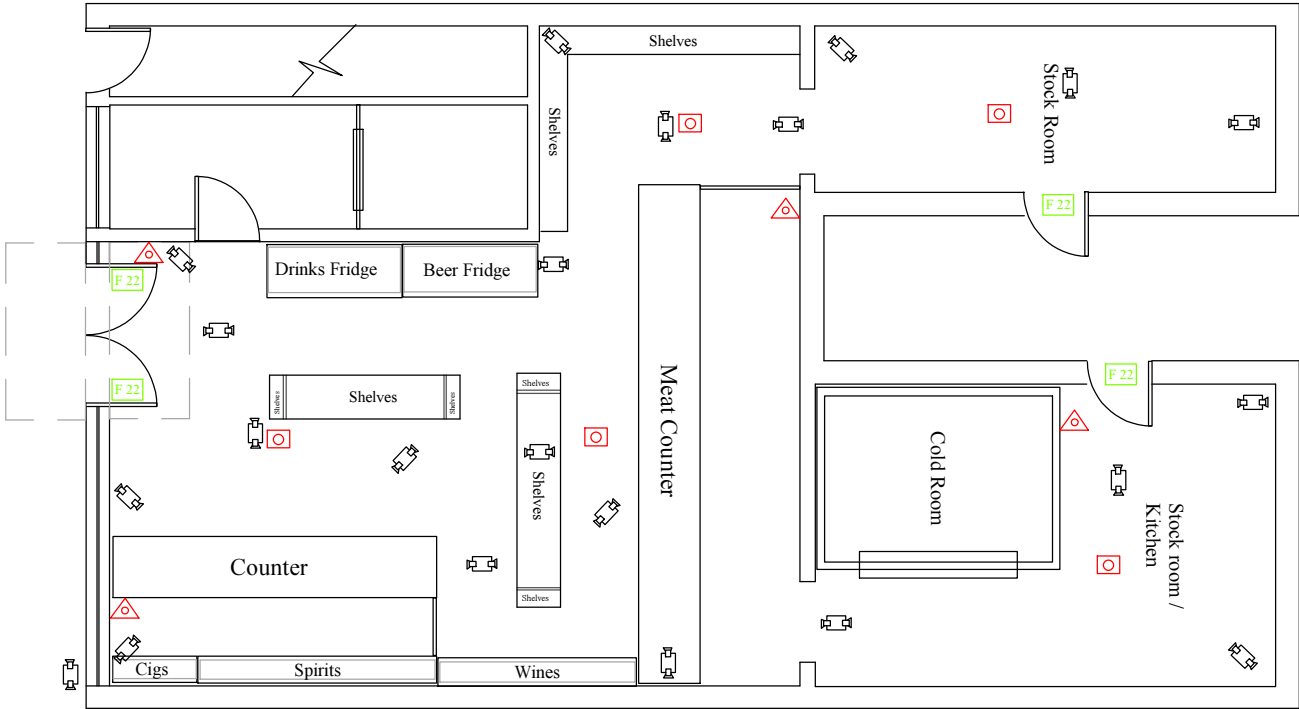 Shelves
Shelves
Stock Room
F 22
F 22
Drinks Fridge
Beer Fridge
F 22
F 22
Shelves
Shelves
Shelves
Shelves
Shelves
Shelves
Meat Counter
Cold Room
Stock room /
Kitchen
Counter
Cigs
Spirits
Wines